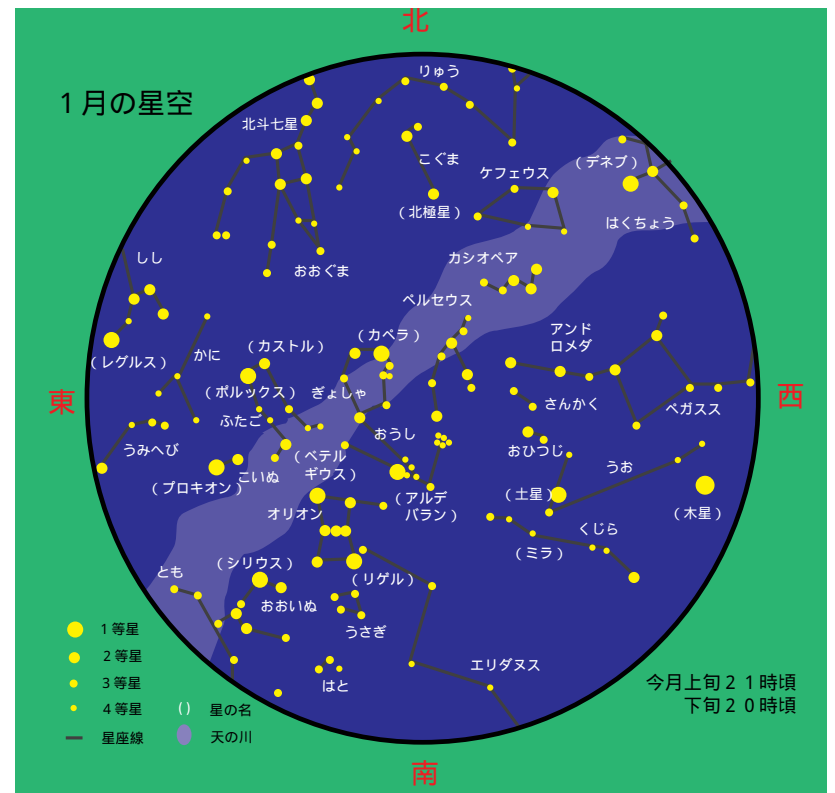 北
１月の星空
りゅう
北斗七星
こぐま
ケフェウス
（デネブ）
（北極星）
はくちょう
しし
おおぐま
カシオペア
ペルセウス
（カペラ）
アンド
ロメダ
（カストル）
かに
（レグルス）
（ポルックス）
ぎょしゃ
東
西
さんかく
ペガスス
ふたご
おうし
うみへび
おひつじ
（ベテル
ギウス）
こいぬ
うお
（プロキオン）
（アルデ
バラン）
（土星）
オリオン
（木星）
くじら
（ミラ）
とも
（シリウス）
（リゲル）
おおいぬ
うさぎ
１等星
２等星
エリダヌス
３等星
はと
今月上旬２１時頃
下旬２０時頃
４等星
（） 星の名
星座線
天の川
南